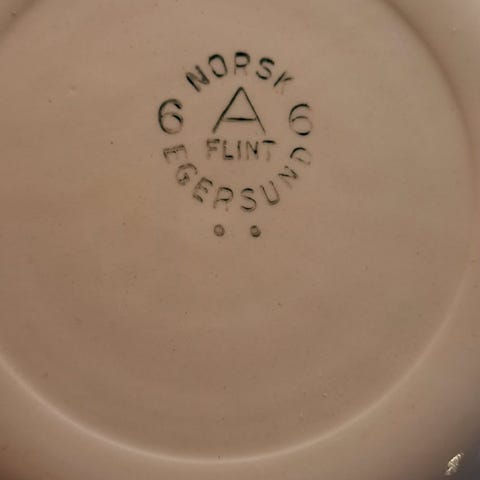 NORSK
6 A 6
FLINT
EGERSUND